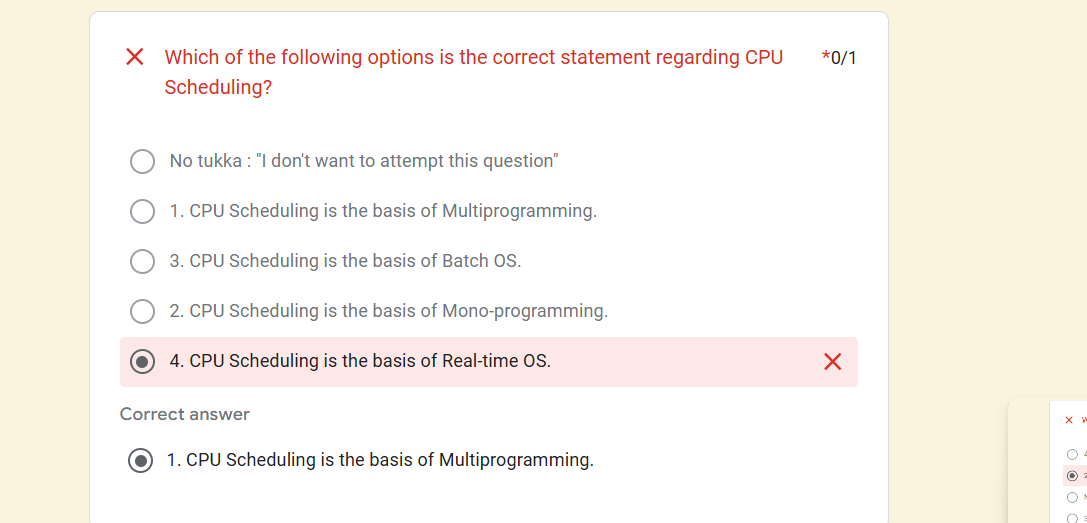 Which of the following options is the correct statement regarding CPU
Scheduling?
*0/1
No tukka : "I don't want to attempt this question"
1. CPU Scheduling is the basis of Multiprogramming.
3. CPU Scheduling is the basis of Batch OS.
2. CPU Scheduling is the basis of Mono-programming.
4. CPU Scheduling is the basis of Real-time OS.
Correct answer
1. CPU Scheduling is the basis of Multiprogramming.